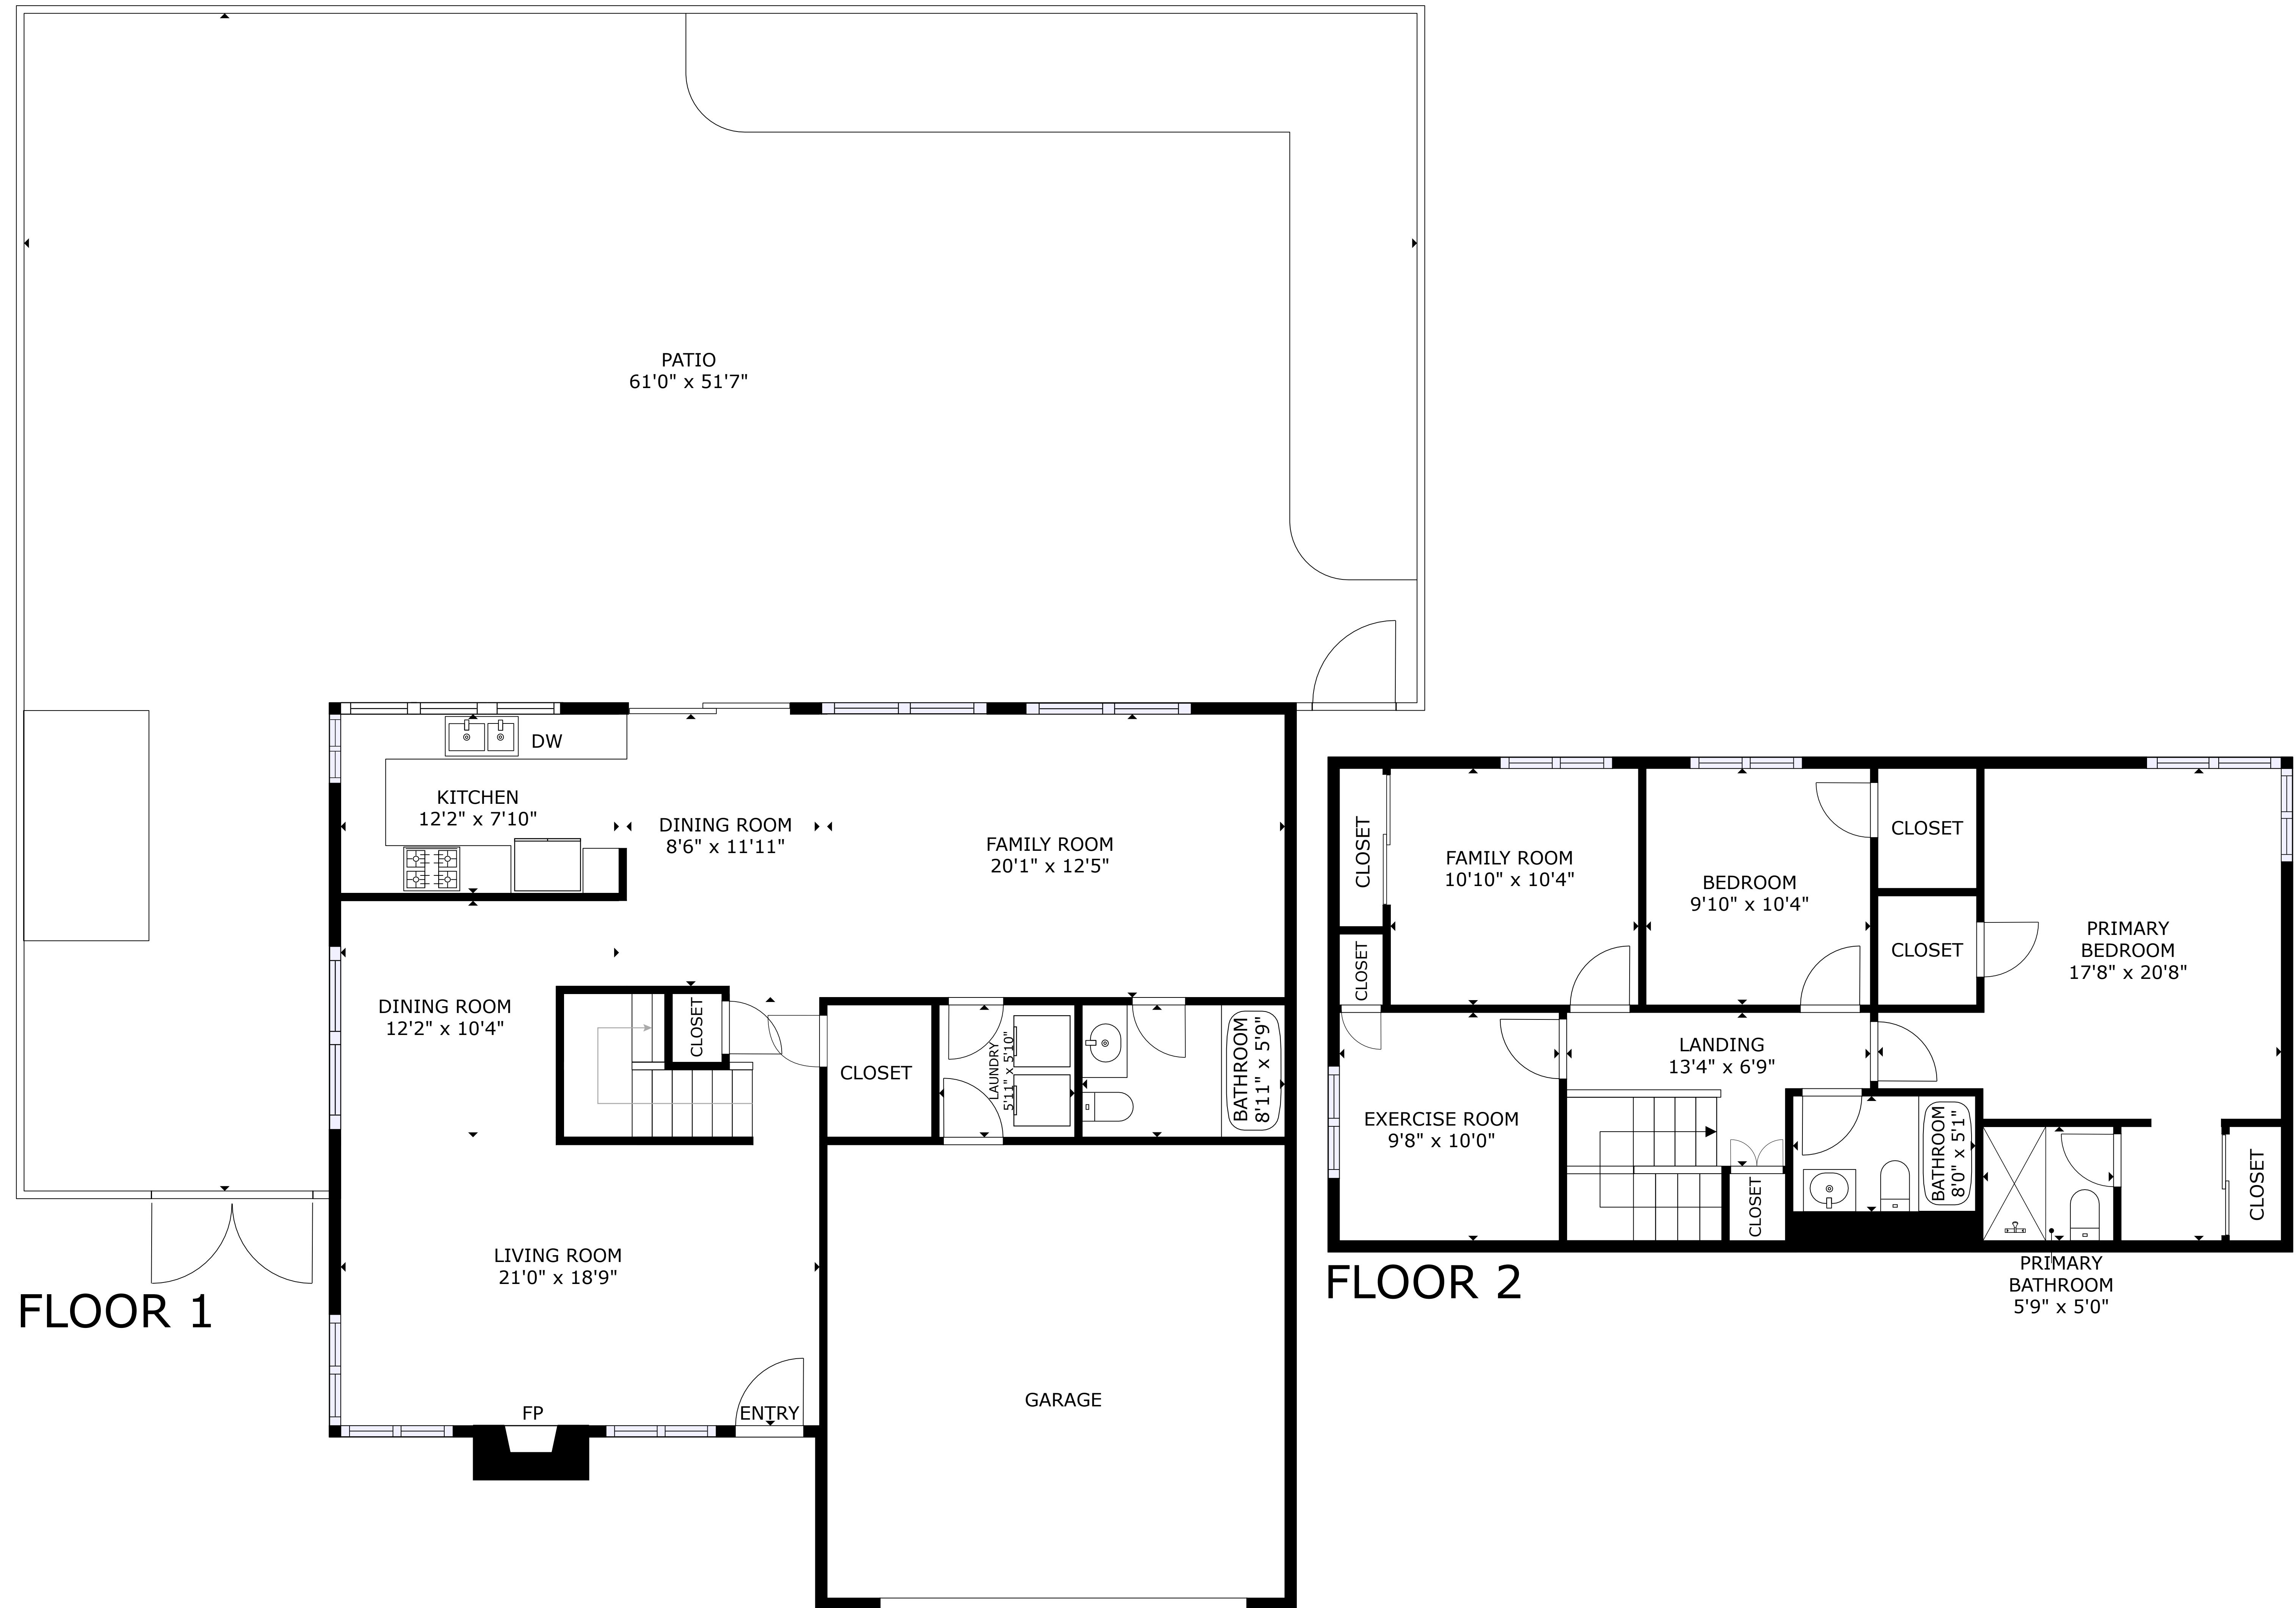 PATIO
61'0" x 51'7"
DW
KITCHEN
12'2" x 7'10"
DINING ROOM
8'6" x 11'11"
FAMILY ROOM
20'1" x 12'5"
DINING ROOM
12'2" x 10'4"
CLOSET
CLOSET
LAUNDRY
5'11" x 5'10"
BATHROOM
8'11" x 5'9"
LIVING ROOM
21'0" x 18'9"
FP
ENTRY
GARAGE
FLOOR 1
CLOSET
FAMILY ROOM
10'10" x 10'4"
BEDROOM
9'10" x 10'4"
CLOSET
CLOSET
CLOSET
PRIMARY
BEDROOM
17'8" x 20'8"
LANDING
13'4" x 6'9"
EXERCISE ROOM
9'8" x 10'0"
CLOSET
BATHROOM
8'0" x 5'1"
CLOSET
PRIMARY
BATHROOM
5'9" x 5'0"
FLOOR 2